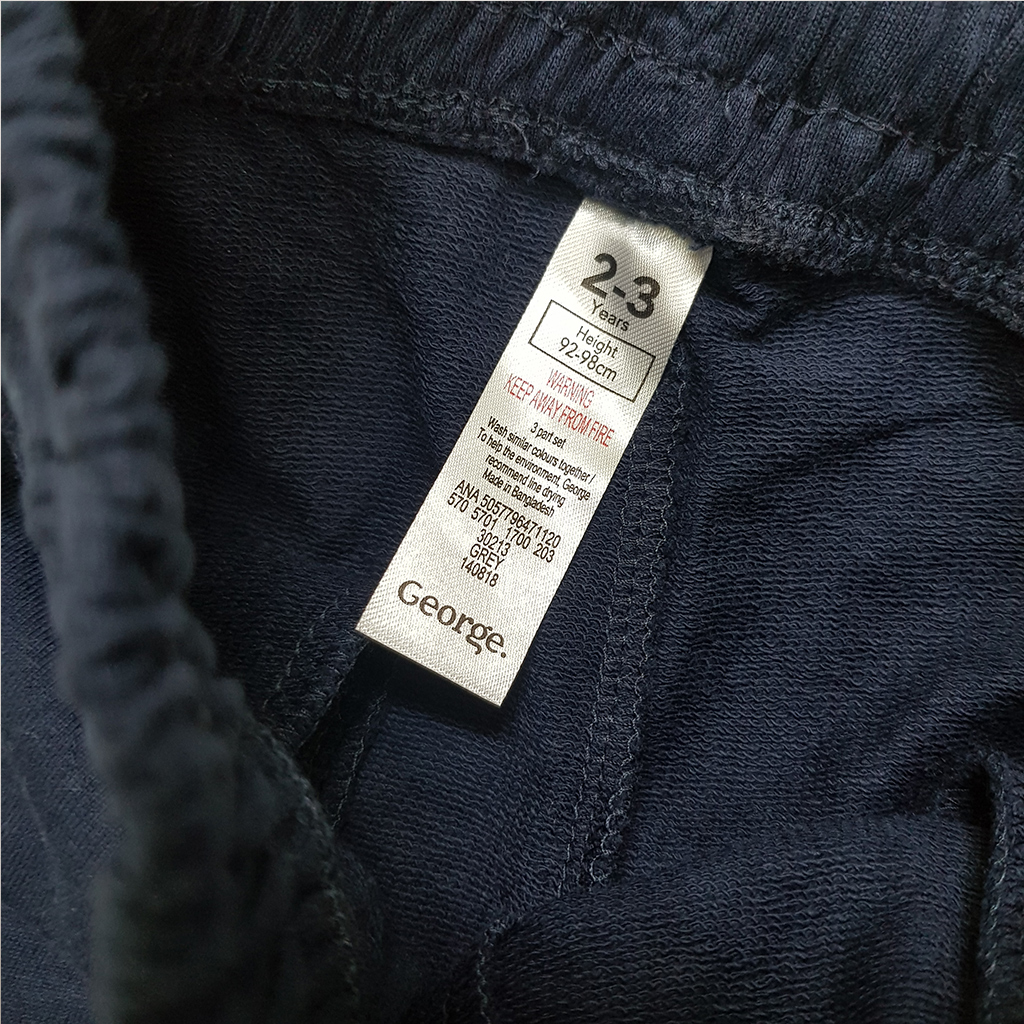 2-3
Years
Height
92-98cm
WARNING
KEEP AWAY FROM FIRE
3 part set
Wash similar colours together /
To help the environment, George
recommend line drying
Made in Bangladesh
ANA 5057796471120
570 5701 1700 203
30213
GREY
140818
George.